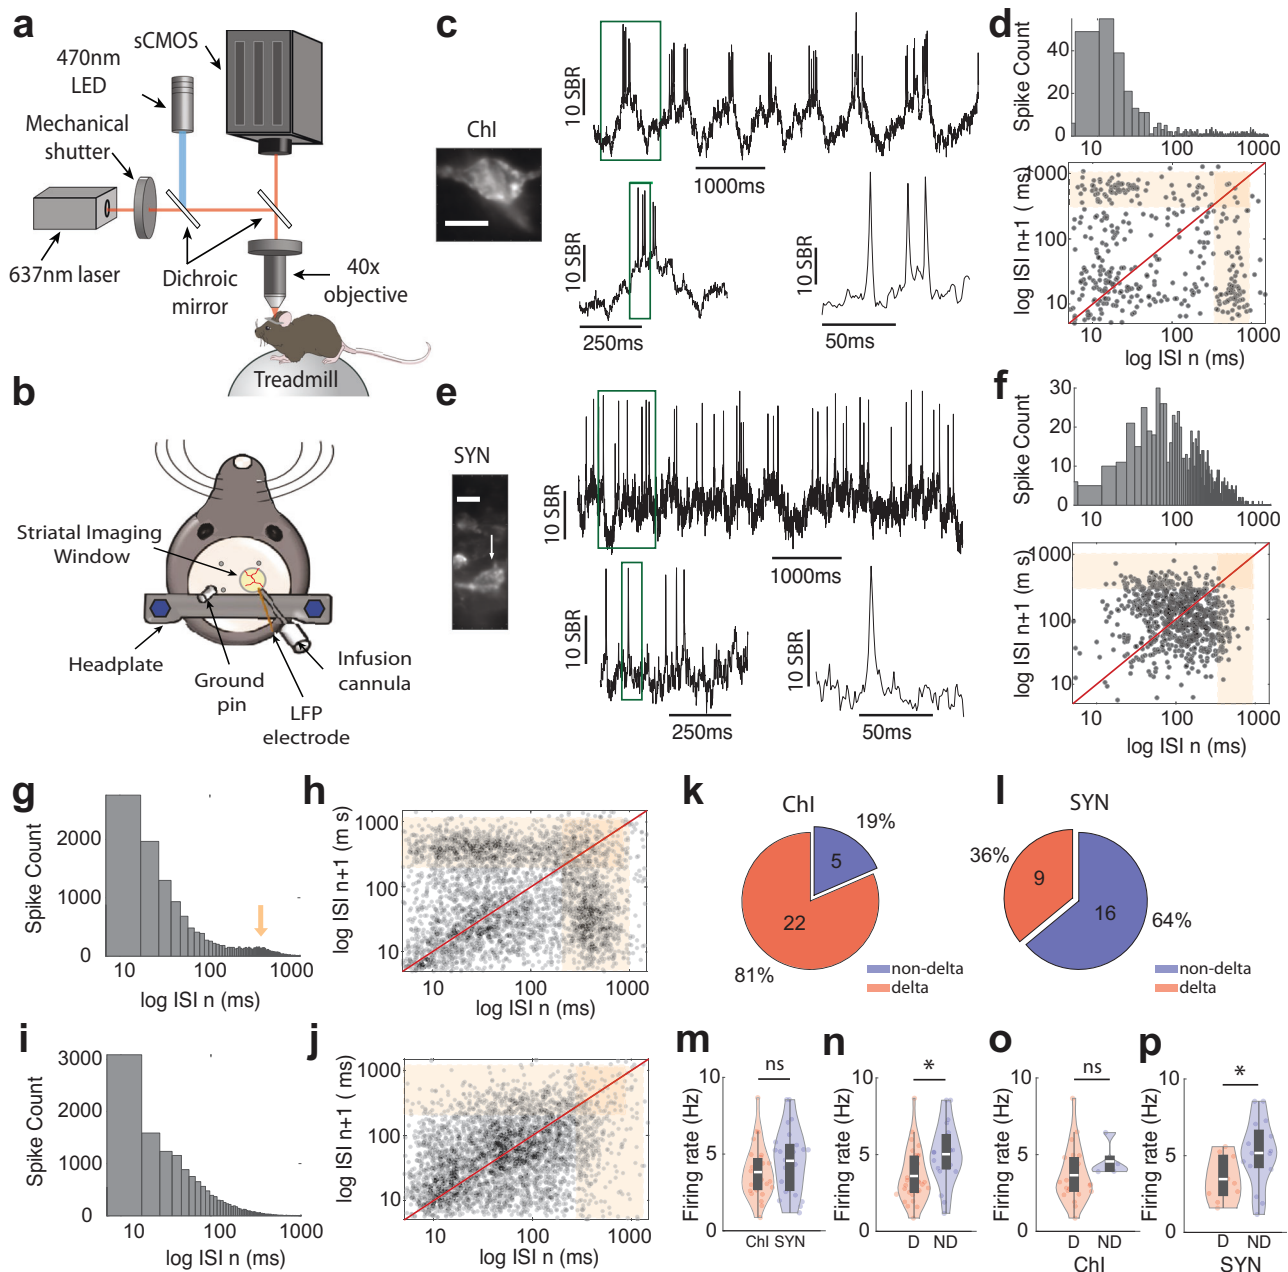 a
sCMOS
470nm
LED
Mechanical
shutter
637nm laser
Dichroic
mirror
40x
objective
Treadmill
b
Striatal Imaging
Window
Headplate
Ground
pin
LFP
electrode
Infusion
cannula
c
ChI
10 SBR
1000ms
10 SBR
250ms
10 SBR
50ms
d
Spike Count
40
20
0
10
100
1000
log ISI n+1 ( ms)
1000
100
10
10
100
1000
log ISI n (ms)
e
SYN
10 SBR
1000ms
10 SBR
250ms
10 SBR
50ms
f
Spike Count
30
20
10
0
10
100
1000
log ISI n+1 (m s)
1000
100
10
10
100
1000
log ISI n (ms)
g
Spike Count
2000
1000
0
10
100
1000
log ISI n (ms)
h
log ISI n+1 (m s)
1000
100
10
10
100
1000
log ISI n (ms)
i
Spike Count
3000
2000
1000
0
10
100
1000
log ISI n (ms)
j
log ISI n+1 (ms)
1000
100
10
10
100
1000
log ISI n (ms)
k
ChI
19%
5
22
81%
non-delta
delta
l
SYN
36%
9
16
64%
non-delta
delta
m
ns
Firing rate (Hz)
10
5
0
ChI SYN
n
*
Firing rate (Hz)
10
5
0
D ND
o
ns
Firing rate (Hz)
10
5
0
D ND
ChI
p
*
Firing rate (Hz)
10
5
0
D ND
SYN